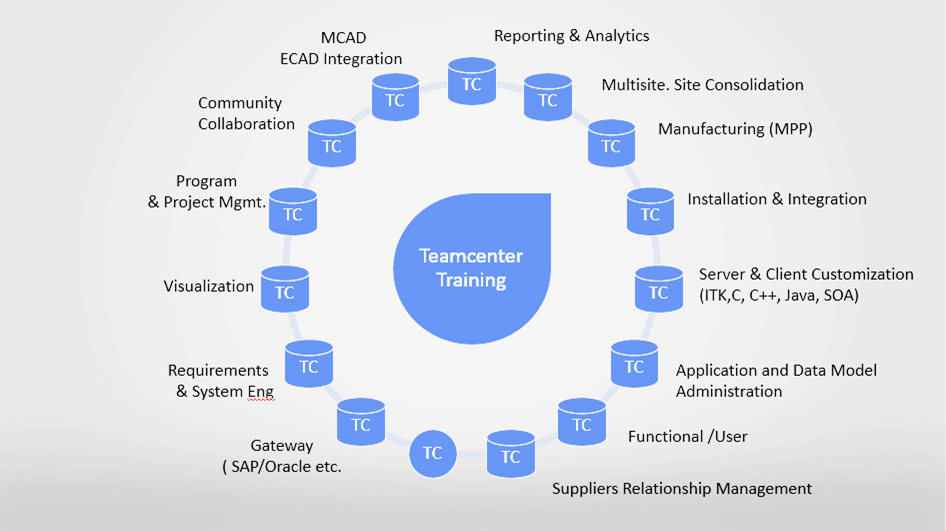 Reporting & Analytics
MCAD
ECAD Integration
TC
Multisite. Site Consolidation
TC
TC
Community
Collaboration
Manufacturing (MPP)
TC
TC
Program
& Project Mgmt.
Installation & Integration
TC
TC
Teamcenter
Training
Visualization
TC
Server & Client Customization
(ITK,C, C++, Java, SOA)
TC
Requirements
& System Eng
TC
Application and Data Model
Administration
TC
Gateway
( SAP/Oracle etc.
TC
Functional /User
TC
TC
TC
Suppliers Relationship Management